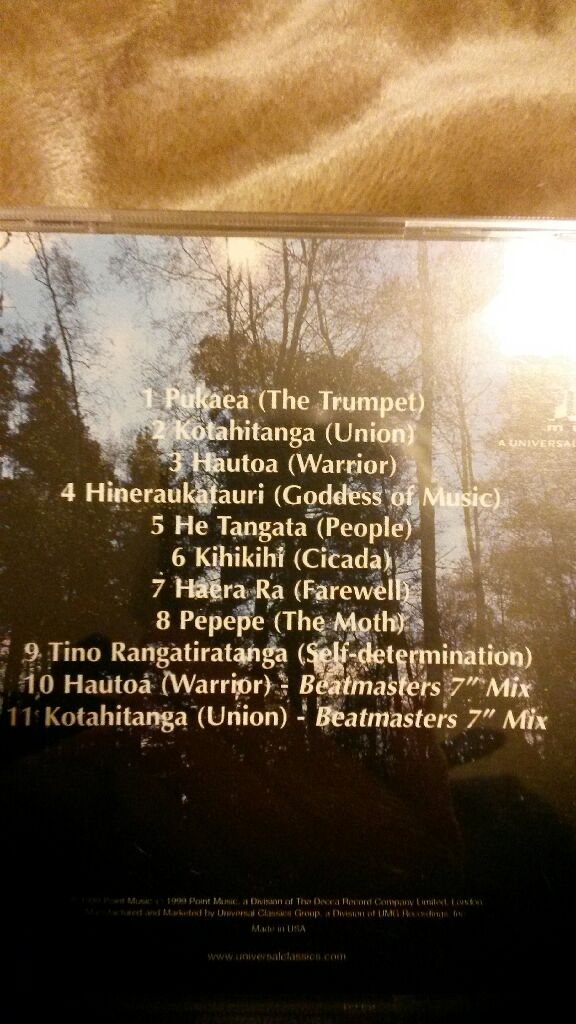 1 Pukaea (The Trumpet)
2 Kotahitanga (Union)
3 Hautoa (Warrior)
4 Hineraukatauri (Goddess of Music)
5 He Tangata (People)
6 Kihikihi (Cicada)
7 Haera Ra (Farewell)
8 Pepepe (The Moth)
9 Tino Rangatiratanga (Self-determination)
10 Hautoa (Warrior) - Beatmasters 7" Mix
11 Kotahitanga (Union) - Beatmasters 7" Mix
A UNIVERSAL
Point Music 1999 Point Music, a Division of The Decca Record Company Limited, London
Manufactured and Marketed by Universal Classics Group, a Division of UMG Recordings, Inc.
Made in USA
www.universalclassics.com